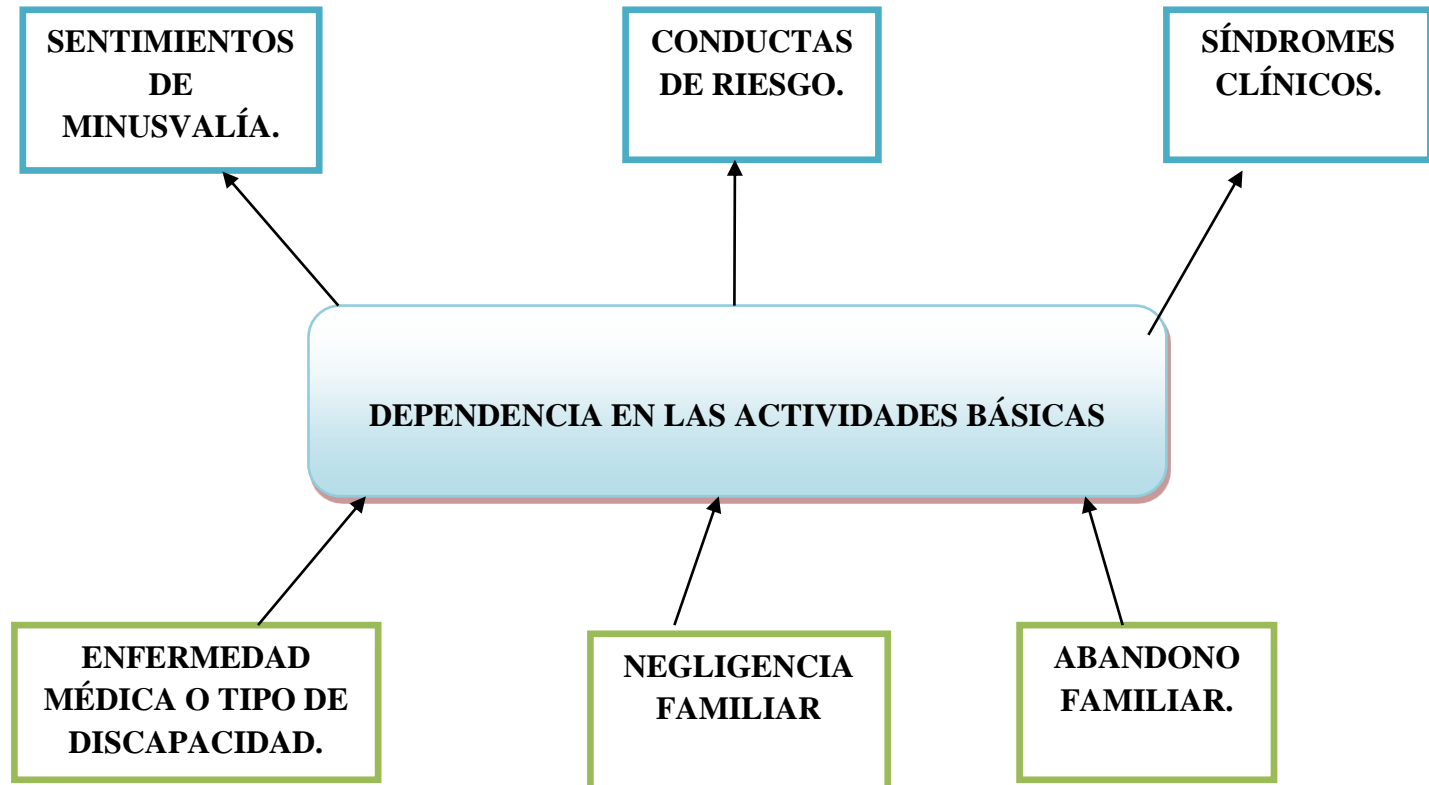 SENTIMIENTOS
DE
MINUSVALÍA.
CONDUCTAS
DE RIESGO.
SÍNDROMES
CLÍNICOS.
DEPENDENCIA EN LAS ACTIVIDADES BÁSICAS
ENFERMEDAD
MÉDICA O TIPO DE
DISCAPACIDAD.
NEGLIGENCIA
FAMILIAR
ABANDONO
FAMILIAR.